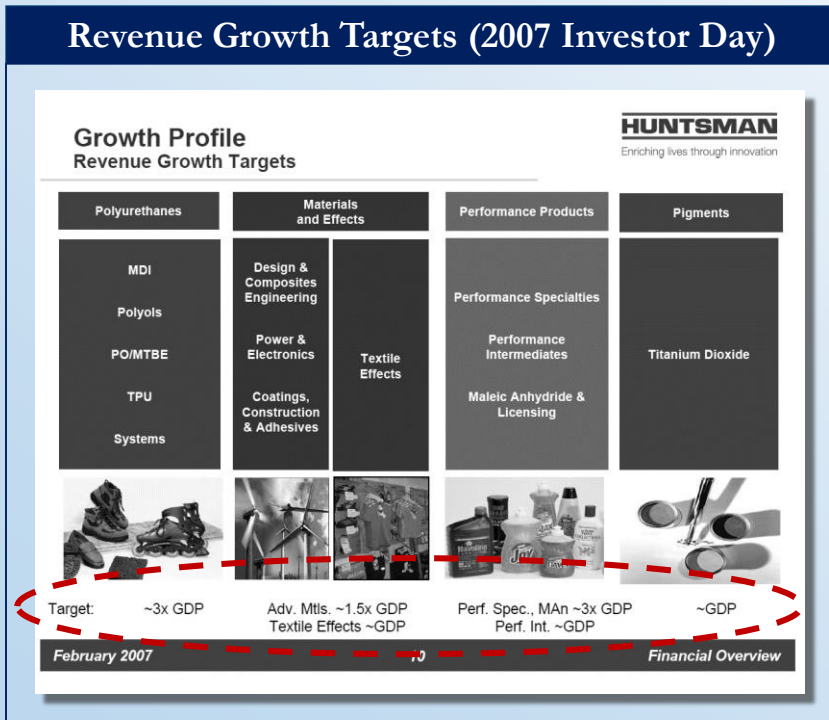 Revenue Growth Targets (2007 Investor Day)
Growth Profile
Revenue Growth Targets
HUNTSMAN
Enriching lives through innovation
Polyurethanes
MDI
Polyols
PO/MTBE
TPU
Systems
Materials
and Effects
Design &
Composites
Engineering
Power &
Electronics
Coatings,
Construction
& Adhesives
Textile
Effects
Performance Products
Performance Specialties
Performance
Intermediates
Maleic Anhydride &
Licensing
Pigments
Titanium Dioxide
Havoline
Joy
Target: ~3x GDP
Adv. Mtls. ~1.5x GDP
Textile Effects ~GDP
Perf. Spec., MAn ~3x GDP
Perf. Int. ~GDP
~GDP
February 2007
10
Financial Overview